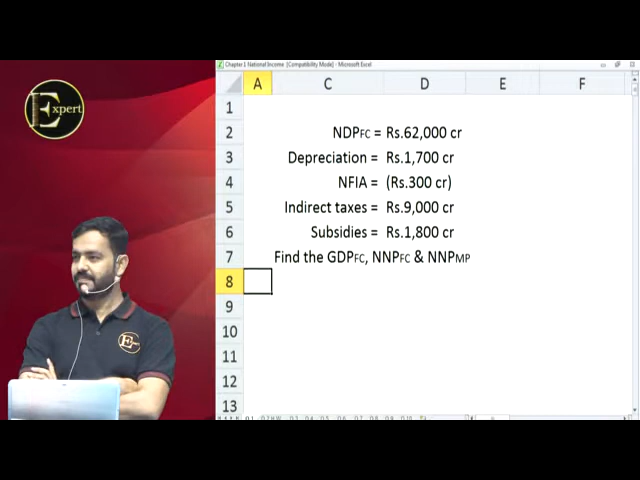 Expert
Chapter 1 National Income [Compatibility Mode] - Microsoft Excel
A C D E F
1
2 NDPFC = Rs.62,000 cr
3 Depreciation = Rs.1,700 cr
4 NFIA = (Rs.300 cr)
5 Indirect taxes = Rs.9,000 cr
6 Subsidies = Rs.1,800 cr
7 Find the GDPFC, NNPFC & NNPMP
8
9
10
11
12
13
Expert